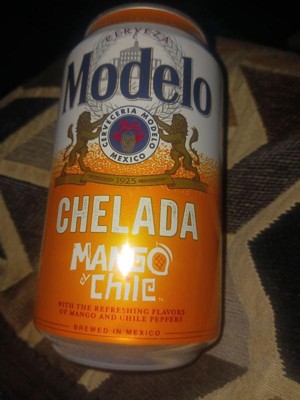 CERVEZA
Modelo
CERVECERIA MODELO
MEXICO
1925
CHELADA
MANGO
y Chile™
WITH THE REFRESHING FLAVORS
OF MANGO AND CHILE PEPPERS
BREWED IN MEXICO